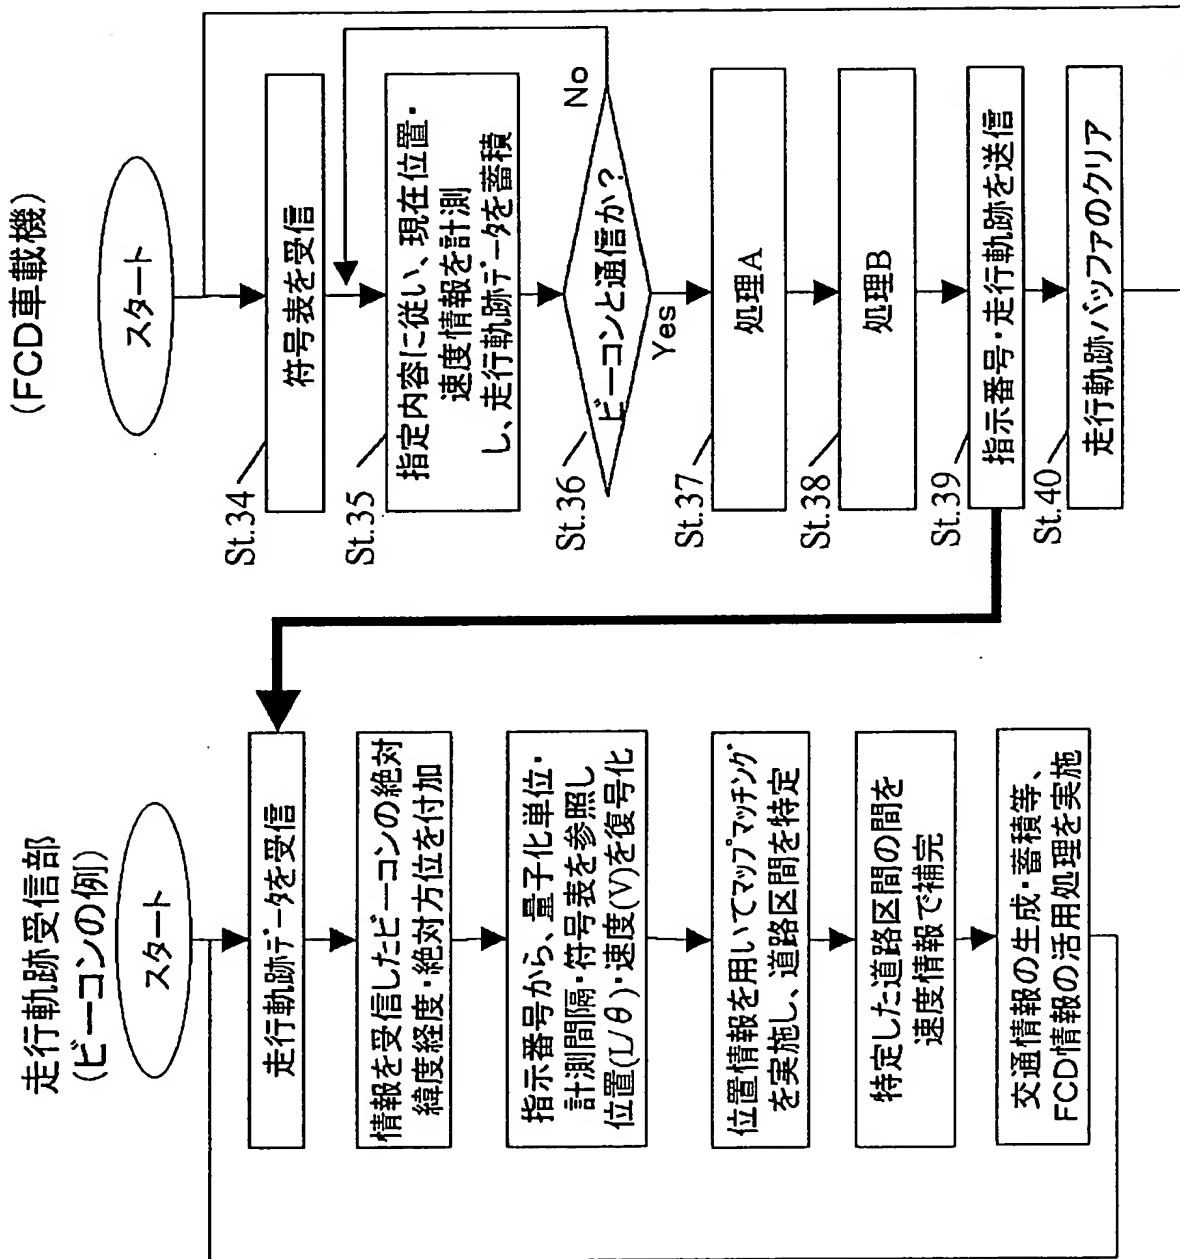 (FCD車載機)
スタート
St.34
符号表を受信
St.35
指定内容に従い、現在位置・
速度情報を計測
し、走行軌跡データを蓄積
St.36
ビーコンと通信か?
No
Yes
St.37
処理A
St.38
処理B
St.39
指示番号・走行軌跡を送信
St.40
走行軌跡バッファのクリア
走行軌跡受信部
(ビーコンの例)
スタート
走行軌跡データを受信
情報を受信したビーコンの絶対
緯度経度・絶対方位を付加
指示番号から、量子化単位・
計測間隔・符号表を参照し
位置(L/θ)・速度(V)を復号化
位置情報を用いてマップマッチング
を実施し、道路区間を特定
特定した道路区間の間を
速度情報で補完
交通情報の生成・蓄積等、
FCD情報の活用処理を実施